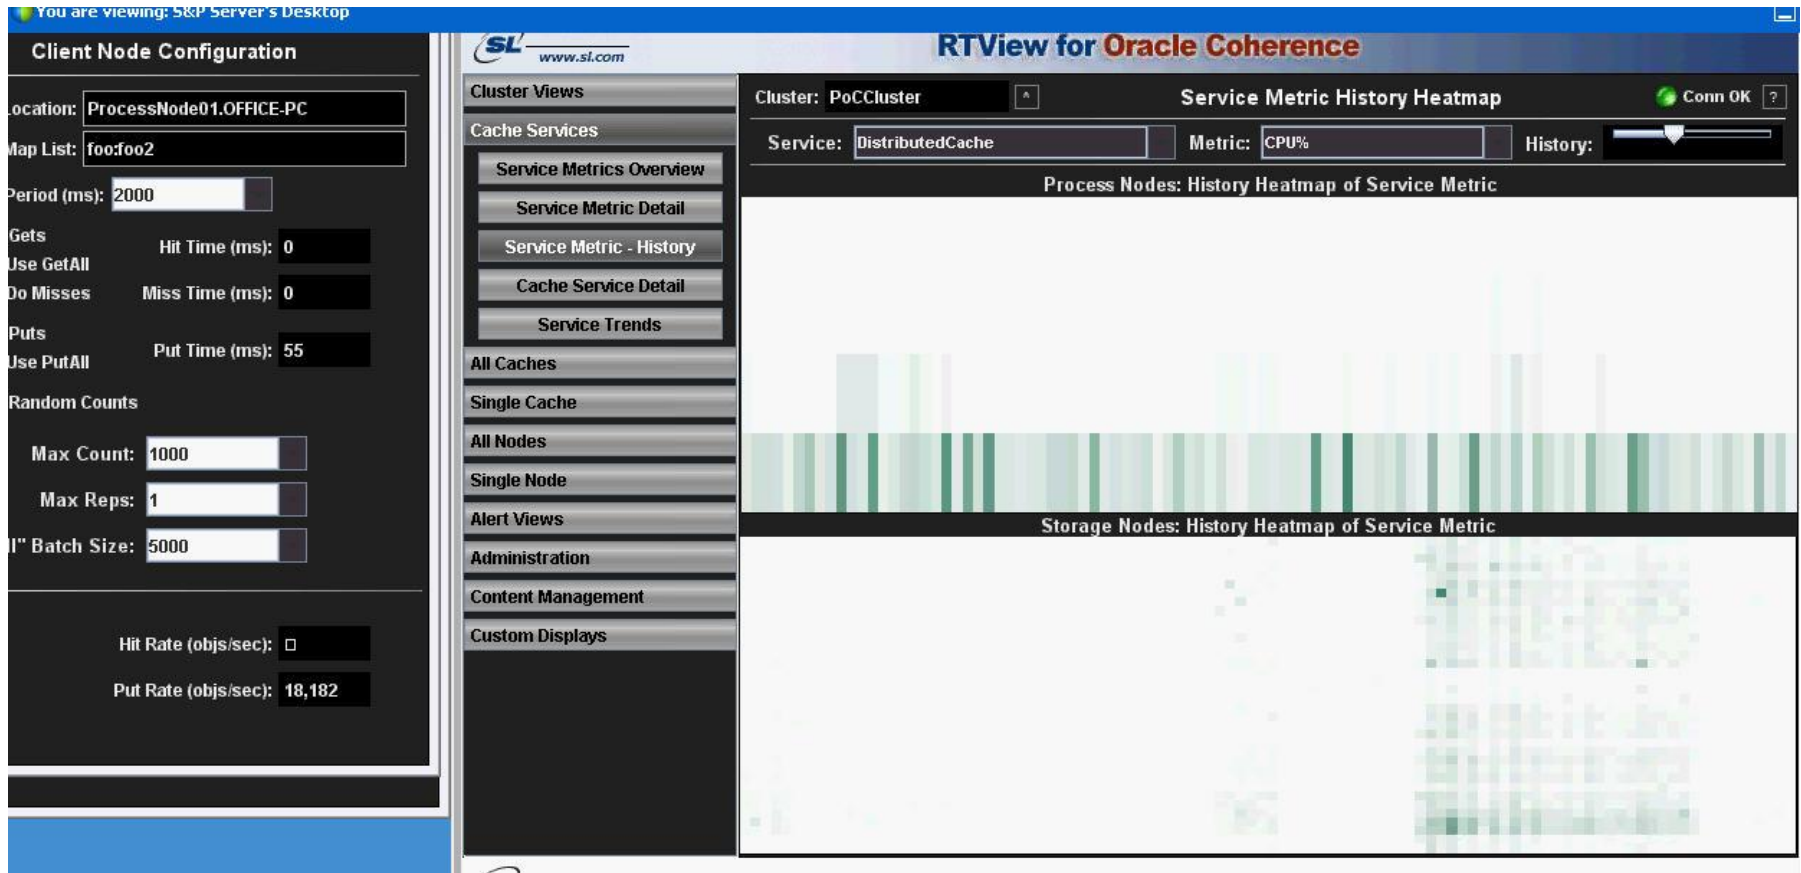 You are viewing: S&P Server's Desktop
Client Node Configuration
Location: ProcessNode01.OFFICE-PC
Map List: foo:foo2
Period (ms): 2000
Gets
Hit Time (ms): 0
Use GetAll
Do Misses Miss Time (ms): 0
Puts
Put Time (ms): 55
Use PutAll
Random Counts
Max Count: 1000
Max Reps: 1
ll" Batch Size: 5000
Hit Rate (objs/sec):
Put Rate (objs/sec): 18,182
SL
www.sl.com
RTView for Oracle Coherence
Cluster Views
Cache Services
Service Metrics Overview
Service Metric Detail
Service Metric - History
Cache Service Detail
Service Trends
All Caches
Single Cache
All Nodes
Single Node
Alert Views
Administration
Content Management
Custom Displays
Cluster: PoCCluster ^ Service Metric History Heatmap Conn OK ?
Service: DistributedCache Metric: CPU% History:
Process Nodes: History Heatmap of Service Metric
Storage Nodes: History Heatmap of Service Metric